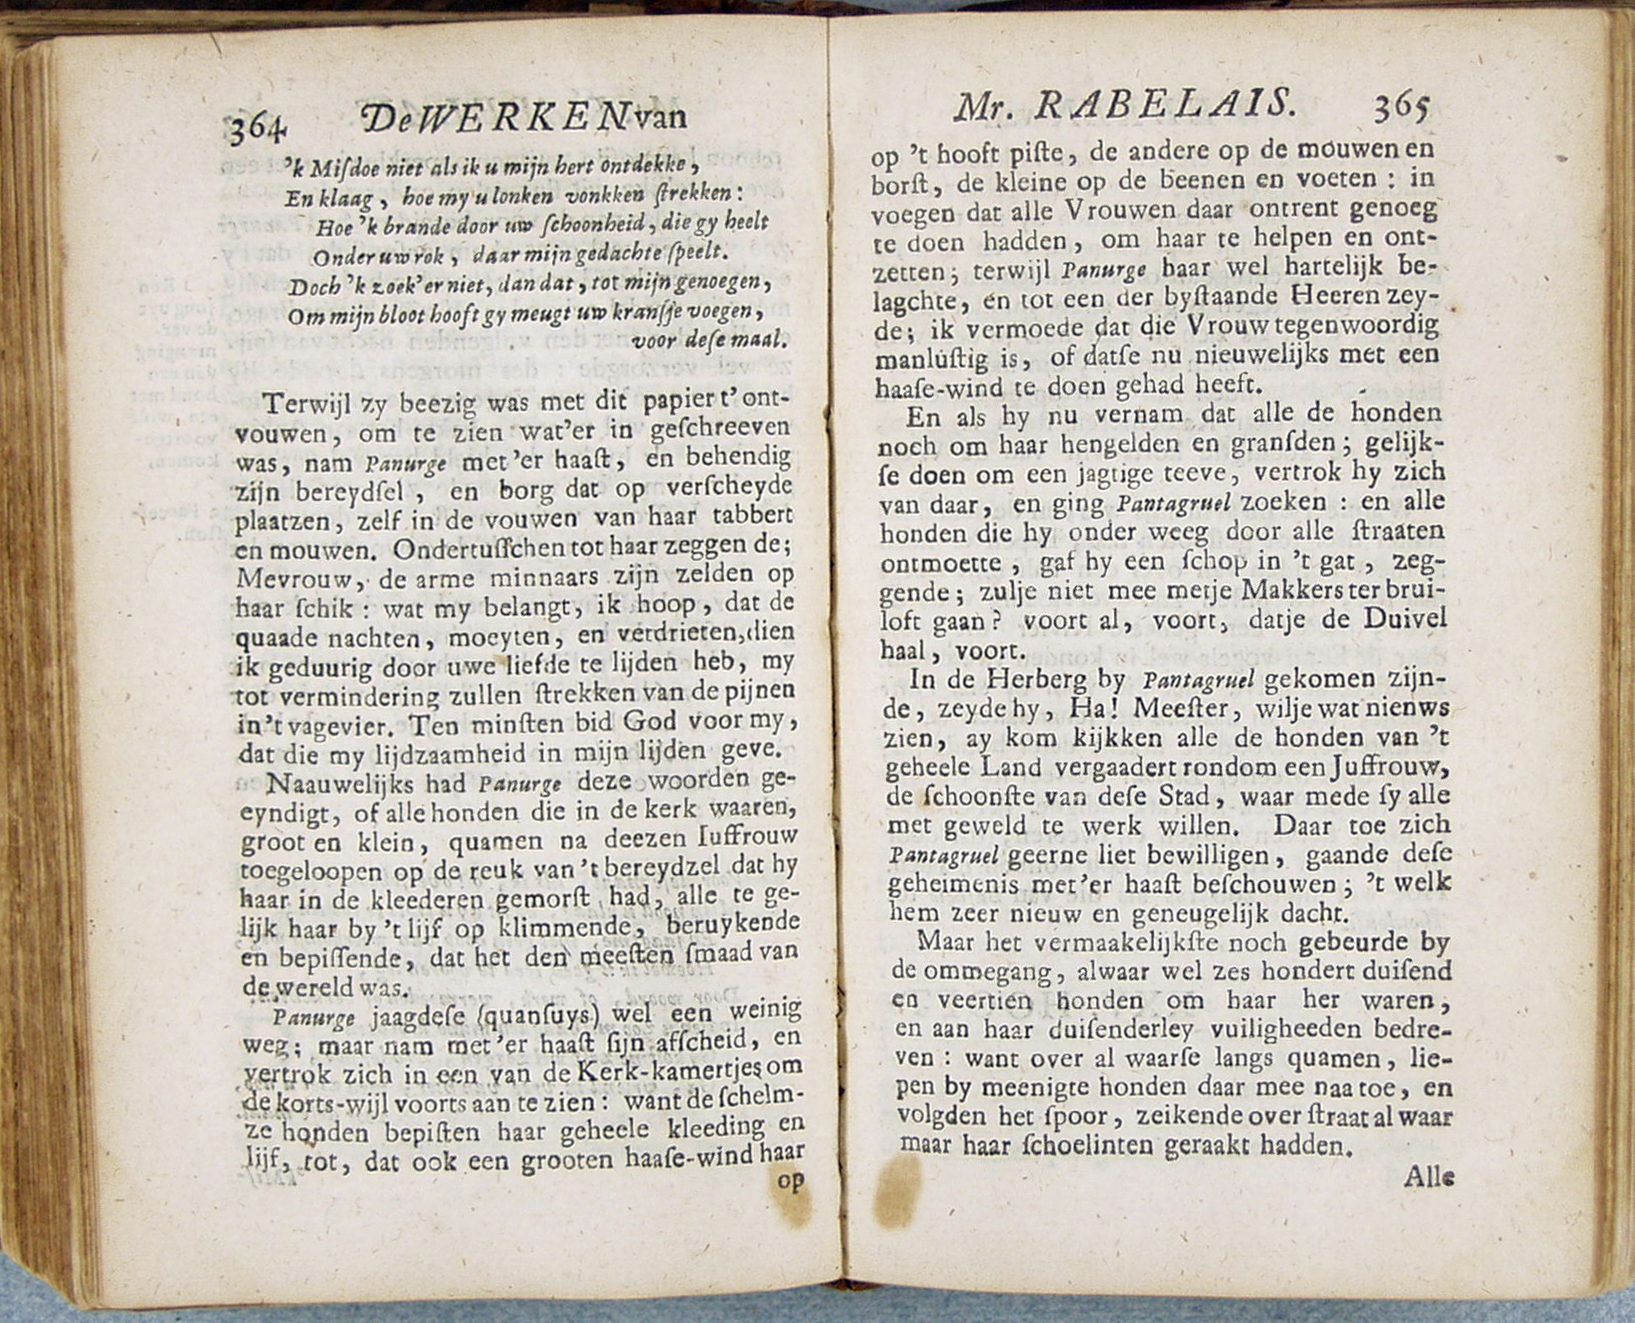 364 De WERKEN van
'k Miſdoe niet als ik u mijn hert ontdekke,
En klaag, hoe my u lonken vonkken ſtrekken:
Hoe 'k brande door uw ſchoonheid, die gy heelt
Onder uw rok, daar mijn gedachte ſpeelt.
Doch 'k zoek' er niet, dan dat, tot mijn genoegen,
Om mijn bloot hooft gy meugt uw kranſje voegen,
voor deſe maal.
Terwijl zy beezig was met dit papier t' ont-
vouwen, om te zien wat'er in geſchreeven
was, nam Panurge met 'er haaſt, en behendig
zijn bereydſel, en borg dat op verſcheyde
plaatzen, zelf in de vouwen van haar tabbert
en mouwen. Ondertuſſchen tot haar zeggen de;
Mevrouw, de arme minnaars zijn zelden op
haar ſchik: wat my belangt, ik hoop, dat de
quaade nachten, moeyten, en verdrieten, dien
ik geduurig door uwe liefde te lijden heb, my
tot vermindering zullen ſtrekken van de pijnen
in 't vagevier. Ten minſten bid God voor my,
dat die my lijdzaamheid in mijn lijden geve.
Naauwelijks had Panurge deze woorden ge-
eyndigt, of alle honden die in de kerk waaren,
groot en klein, quamen na deezen Iuffrouw
toegeloopen op de reuk van 't bereydzel dat hy
haar in de kleederen gemorſt had, alle te ge-
lijk haar by 't lijf op klimmende, beruykende
en bepiſſende, dat het den meeſten ſmaad van
de wereld was.
Panurge jaagdeſe (quanſuys) wel een weinig
weg; maar nam met 'er haaſt ſijn afſcheid, en
vertrok zich in een van de Kerk-kamertjes om
de korts-wijl voorts aan te zien: want de ſchelm-
ze honden bepiſten haar geheele kleeding en
lijf, tot, dat ook een grooten haaſe-wind haar
op
Mr. RABELAIS. 365
op 't hooft piſte, de andere op de mouwen en
borſt, de kleine op de beenen en voeten: in
voegen dat alle Vrouwen daar ontrent genoeg
te doen hadden, om haar te helpen en ont-
zetten; terwijl Panurge haar wel hartelijk be-
lagchte, en tot een der byſtaande Heeren zey-
de; ik vermoede dat die Vrouw tegenwoordig
manluſtig is, of datſe nu nieuwelijks met een
haaſe-wind te doen gehad heeft.
En als hy nu vernam dat alle de honden
noch om haar hengelden en granſden; gelijk-
ſe doen om een jagtige teeve, vertrok hy zich
van daar, en ging Pantagruel zoeken: en alle
honden die hy onder weeg door alle ſtraaten
ontmoette, gaf hy een ſchop in 't gat, zeg-
gende; zulje niet mee metje Makkers ter brui-
loft gaan? voort al, voort, datje de Duivel
haal, voort.
In de Herberg by Pantagruel gekomen zijn-
de, zeyde hy, Ha! Meeſter, wilje wat nienws
zien, ay kom kijkken alle de honden van 't
geheele Land vergaadert rondom een Juffrouw,
de ſchoonſte van deſe Stad, waar mede ſy alle
met geweld te werk willen. Daar toe zich
Pantagruel geerne liet bewilligen, gaande deſe
geheimenis met'er haaſt beſchouwen; 't welk
hem zeer nieuw en geneugelijk dacht.
Maar het vermaakelijkſte noch gebeurde by
de ommegang, alwaar wel zes hondert duiſend
en veertien honden om haar her waren,
en aan haar duiſenderley vuiligheeden bedre-
ven: want over al waarſe langs quamen, lie-
pen by meenigte honden daar mee naa toe, en
volgden het ſpoor, zeikende over ſtraat al waar
maar haar ſchoelinten geraakt hadden.
Alle